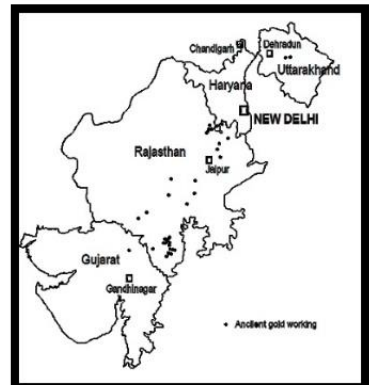 Chandigarh
Dehradun
Uttarakhand
Haryana
NEW DELHI
Rajasthan
Jaipur
Gujarat
Gandhinagar
Ancient gold working